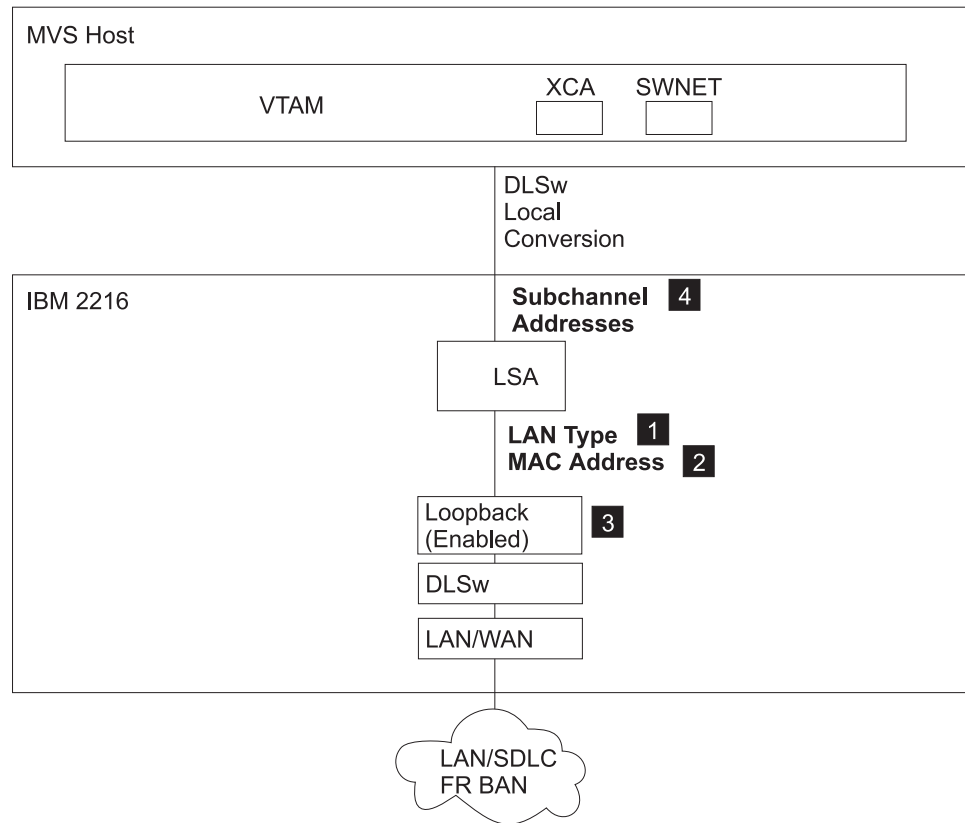 MVS Host
VTAM
XCA
SWNET
DLSw
Local
Conversion
IBM 2216
Subchannel 4
Addresses
LSA
LAN Type 1
MAC Address 2
Loopback
(Enabled)
3
DLSw
LAN/WAN
LAN/SDLC
FR BAN